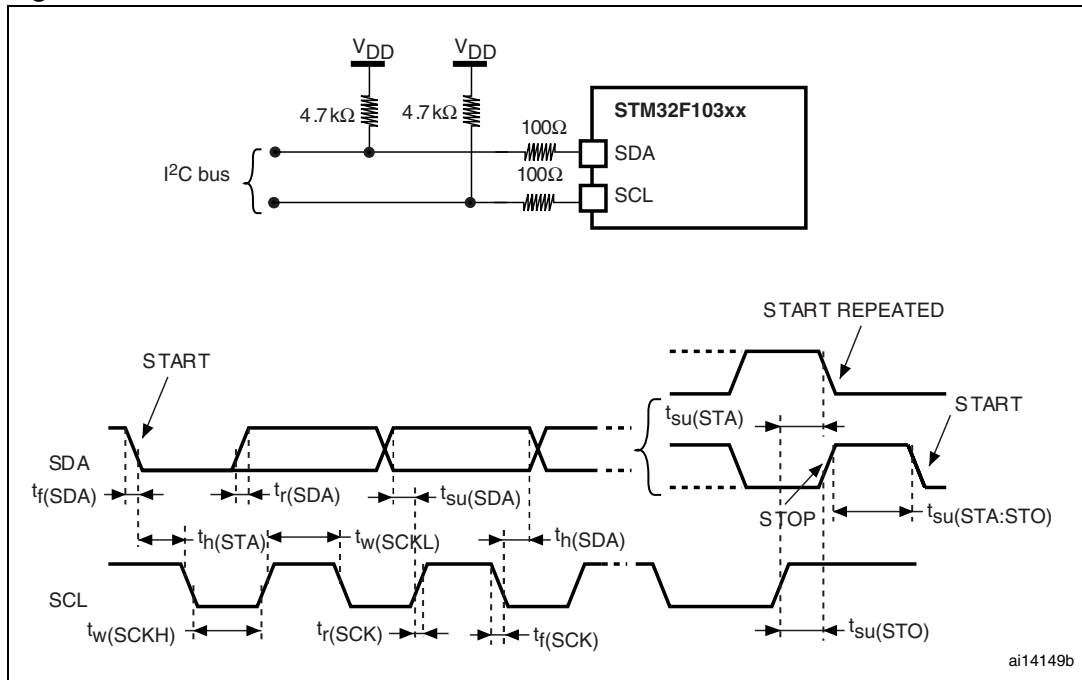 VDD VDD
4.7kΩ 4.7kΩ
STM32F103xx
100Ω
SDA
I²C bus
100Ω
SCL
START REPEATED
START
tsu(STA)
START
SDA
tf(SDA) tr(SDA) tsu(SDA)
STOP
tsu(STA:STO)
th(STA) tw(SCKL) th(SDA)
SCL
tw(SCKH) tr(SCK) tf(SCK) tsu(STO)
ai14149b